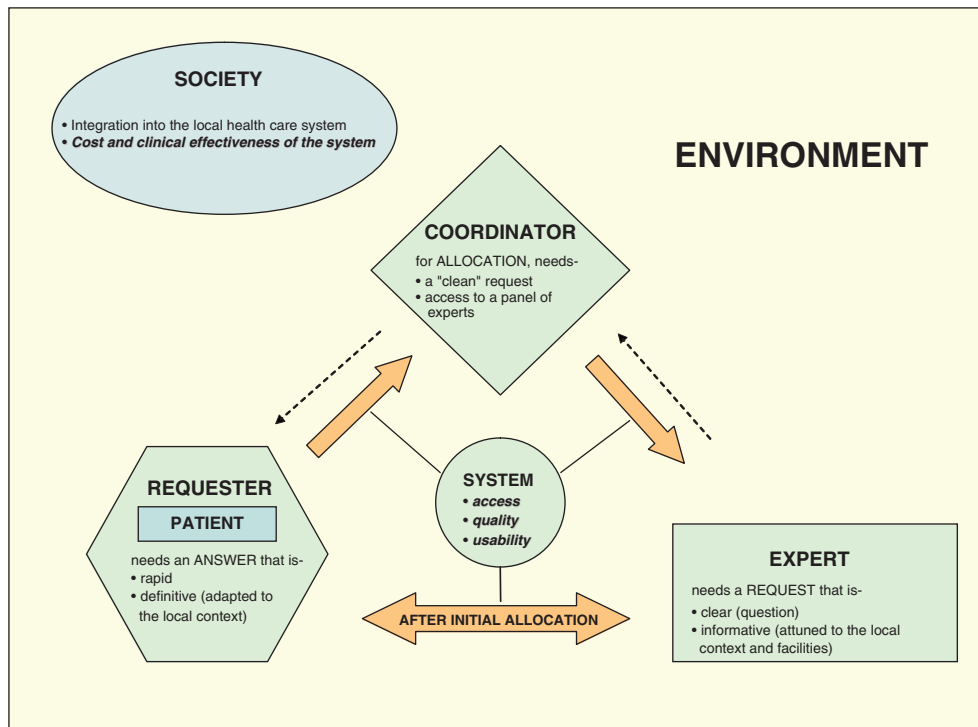 SOCIETY
• Integration into the local health care system
• Cost and clinical effectiveness of the system
ENVIRONMENT
COORDINATOR
for ALLOCATION, needs-
• a "clean" request
• access to a panel of
experts
REQUESTER
PATIENT
needs an ANSWER that is-
• rapid
• definitive (adapted to
the local context)
SYSTEM
• access
• quality
• usability
AFTER INITIAL ALLOCATION
EXPERT
needs a REQUEST that is-
• clear (question)
• informative (attuned to the local
context and facilities)